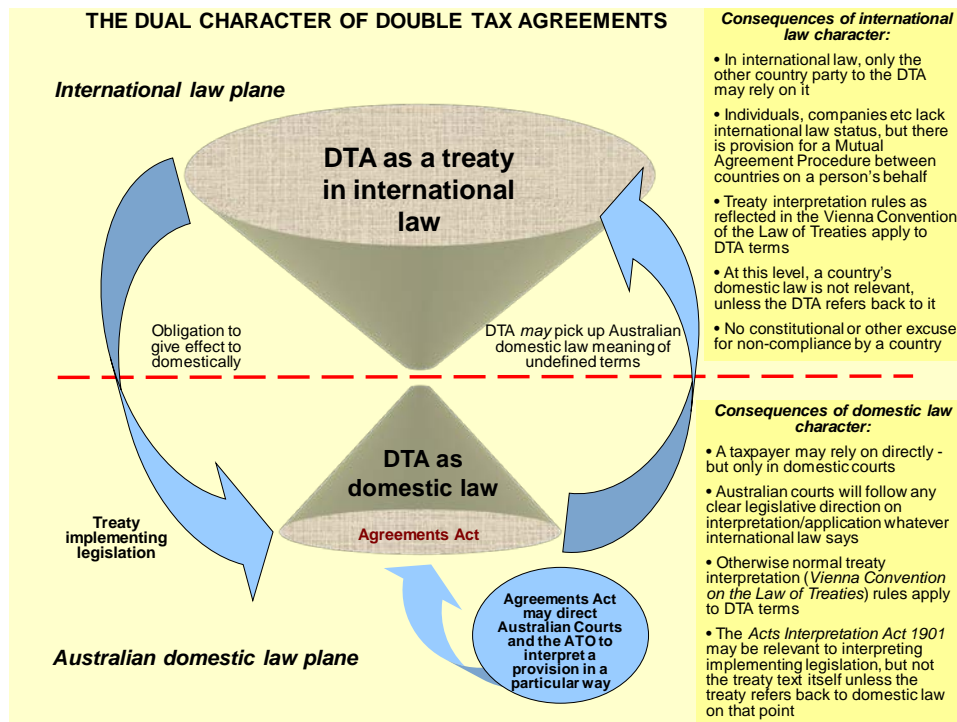 THE DUAL CHARACTER OF DOUBLE TAX AGREEMENTS
International law plane
DTA as a treaty
in international
law
Obligation to
give effect to
domestically
DTA may pick up Australian
domestic law meaning of
undefined terms
DTA as
domestic law
Agreements Act
Treaty
implementing
legislation
Agreements Act
may direct
Australian Courts
and the ATO to
interpret a
provision in a
particular way
Australian domestic law plane
Consequences of international
law character:
• In international law, only the
other country party to the DTA
may rely on it
• Individuals, companies etc lack
international law status, but there
is provision for a Mutual
Agreement Procedure between
countries on a person's behalf
• Treaty interpretation rules as
reflected in the Vienna Convention
of the Law of Treaties apply to
DTA terms
• At this level, a country's
domestic law is not relevant,
unless the DTA refers back to it
• No constitutional or other excuse
for non-compliance by a country
Consequences of domestic law
character:
• A taxpayer may rely on directly -
but only in domestic courts
• Australian courts will follow any
clear legislative direction on
interpretation/application whatever
international law says
• Otherwise normal treaty
interpretation (Vienna Convention
on the Law of Treaties) rules apply
to DTA terms
• The Acts Interpretation Act 1901
may be relevant to interpreting
implementing legislation, but not
the treaty text itself unless the
treaty refers back to domestic law
on that point